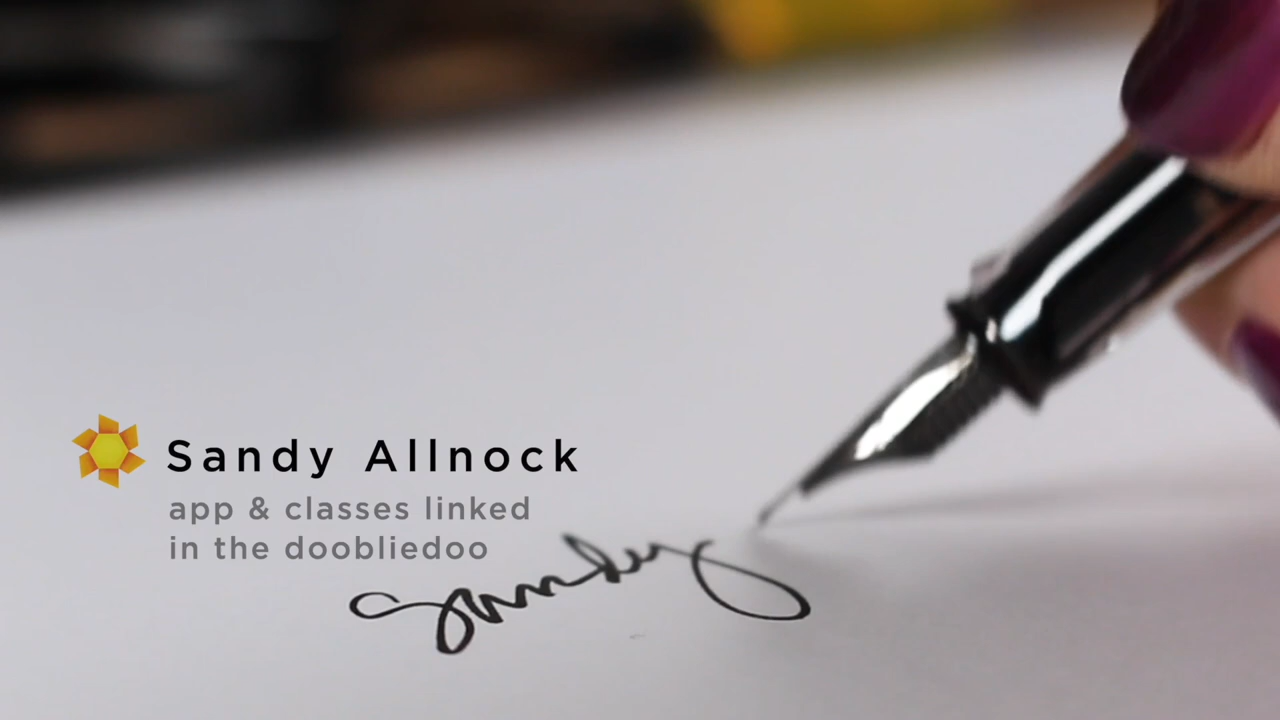 Sandy Allnock
app & classes linked
in the doobliedoo
Sandy